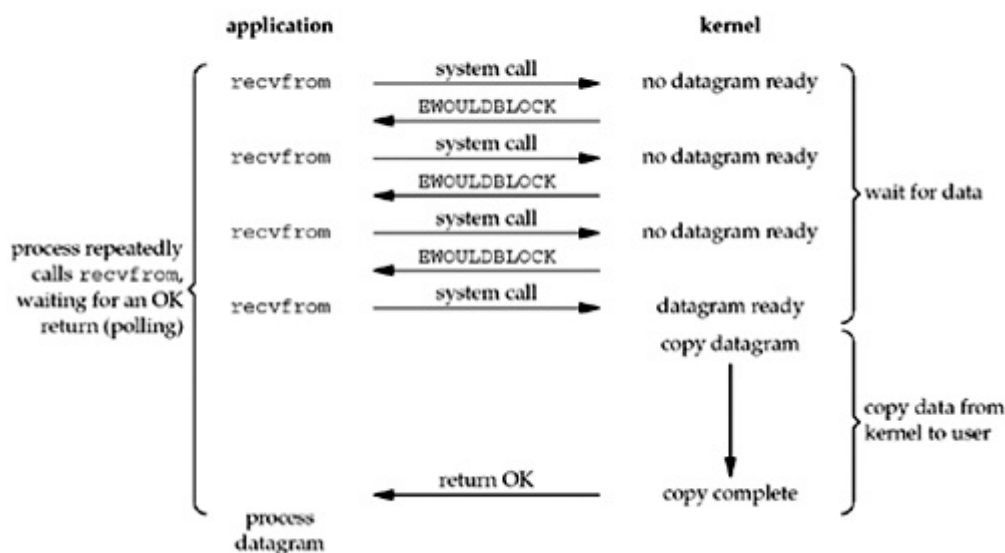 application
kernel
recvfrom
system call
no datagram ready
EWOULDBLOCK
recvfrom
system call
no datagram ready
EWOULDBLOCK
recvfrom
system call
no datagram ready
EWOULDBLOCK
recvfrom
system call
datagram ready
process repeatedly
calls recvfrom,
waiting for an OK
return (polling)
wait for data
copy datagram
copy data from
kernel to user
return OK
copy complete
process
datagram